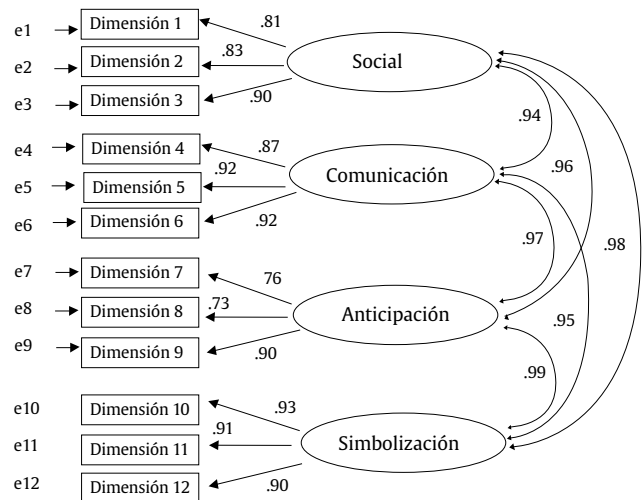 e1 Dimensión 1 .81
e2 Dimensión 2 .83 Social
e3 Dimensión 3 .90
.94
e4 Dimensión 4 .87
.92 .96
e5 Dimensión 5 Comunicación
e6 Dimensión 6 .92
.97 .98
e7 Dimensión 7 76
e8 Dimensión 8 .73 Anticipación .95
e9 Dimensión 9 .90
.99
e10 Dimensión 10 .93
.91
e11 Dimensión 11 Simbolización
e12 Dimensión 12 .90